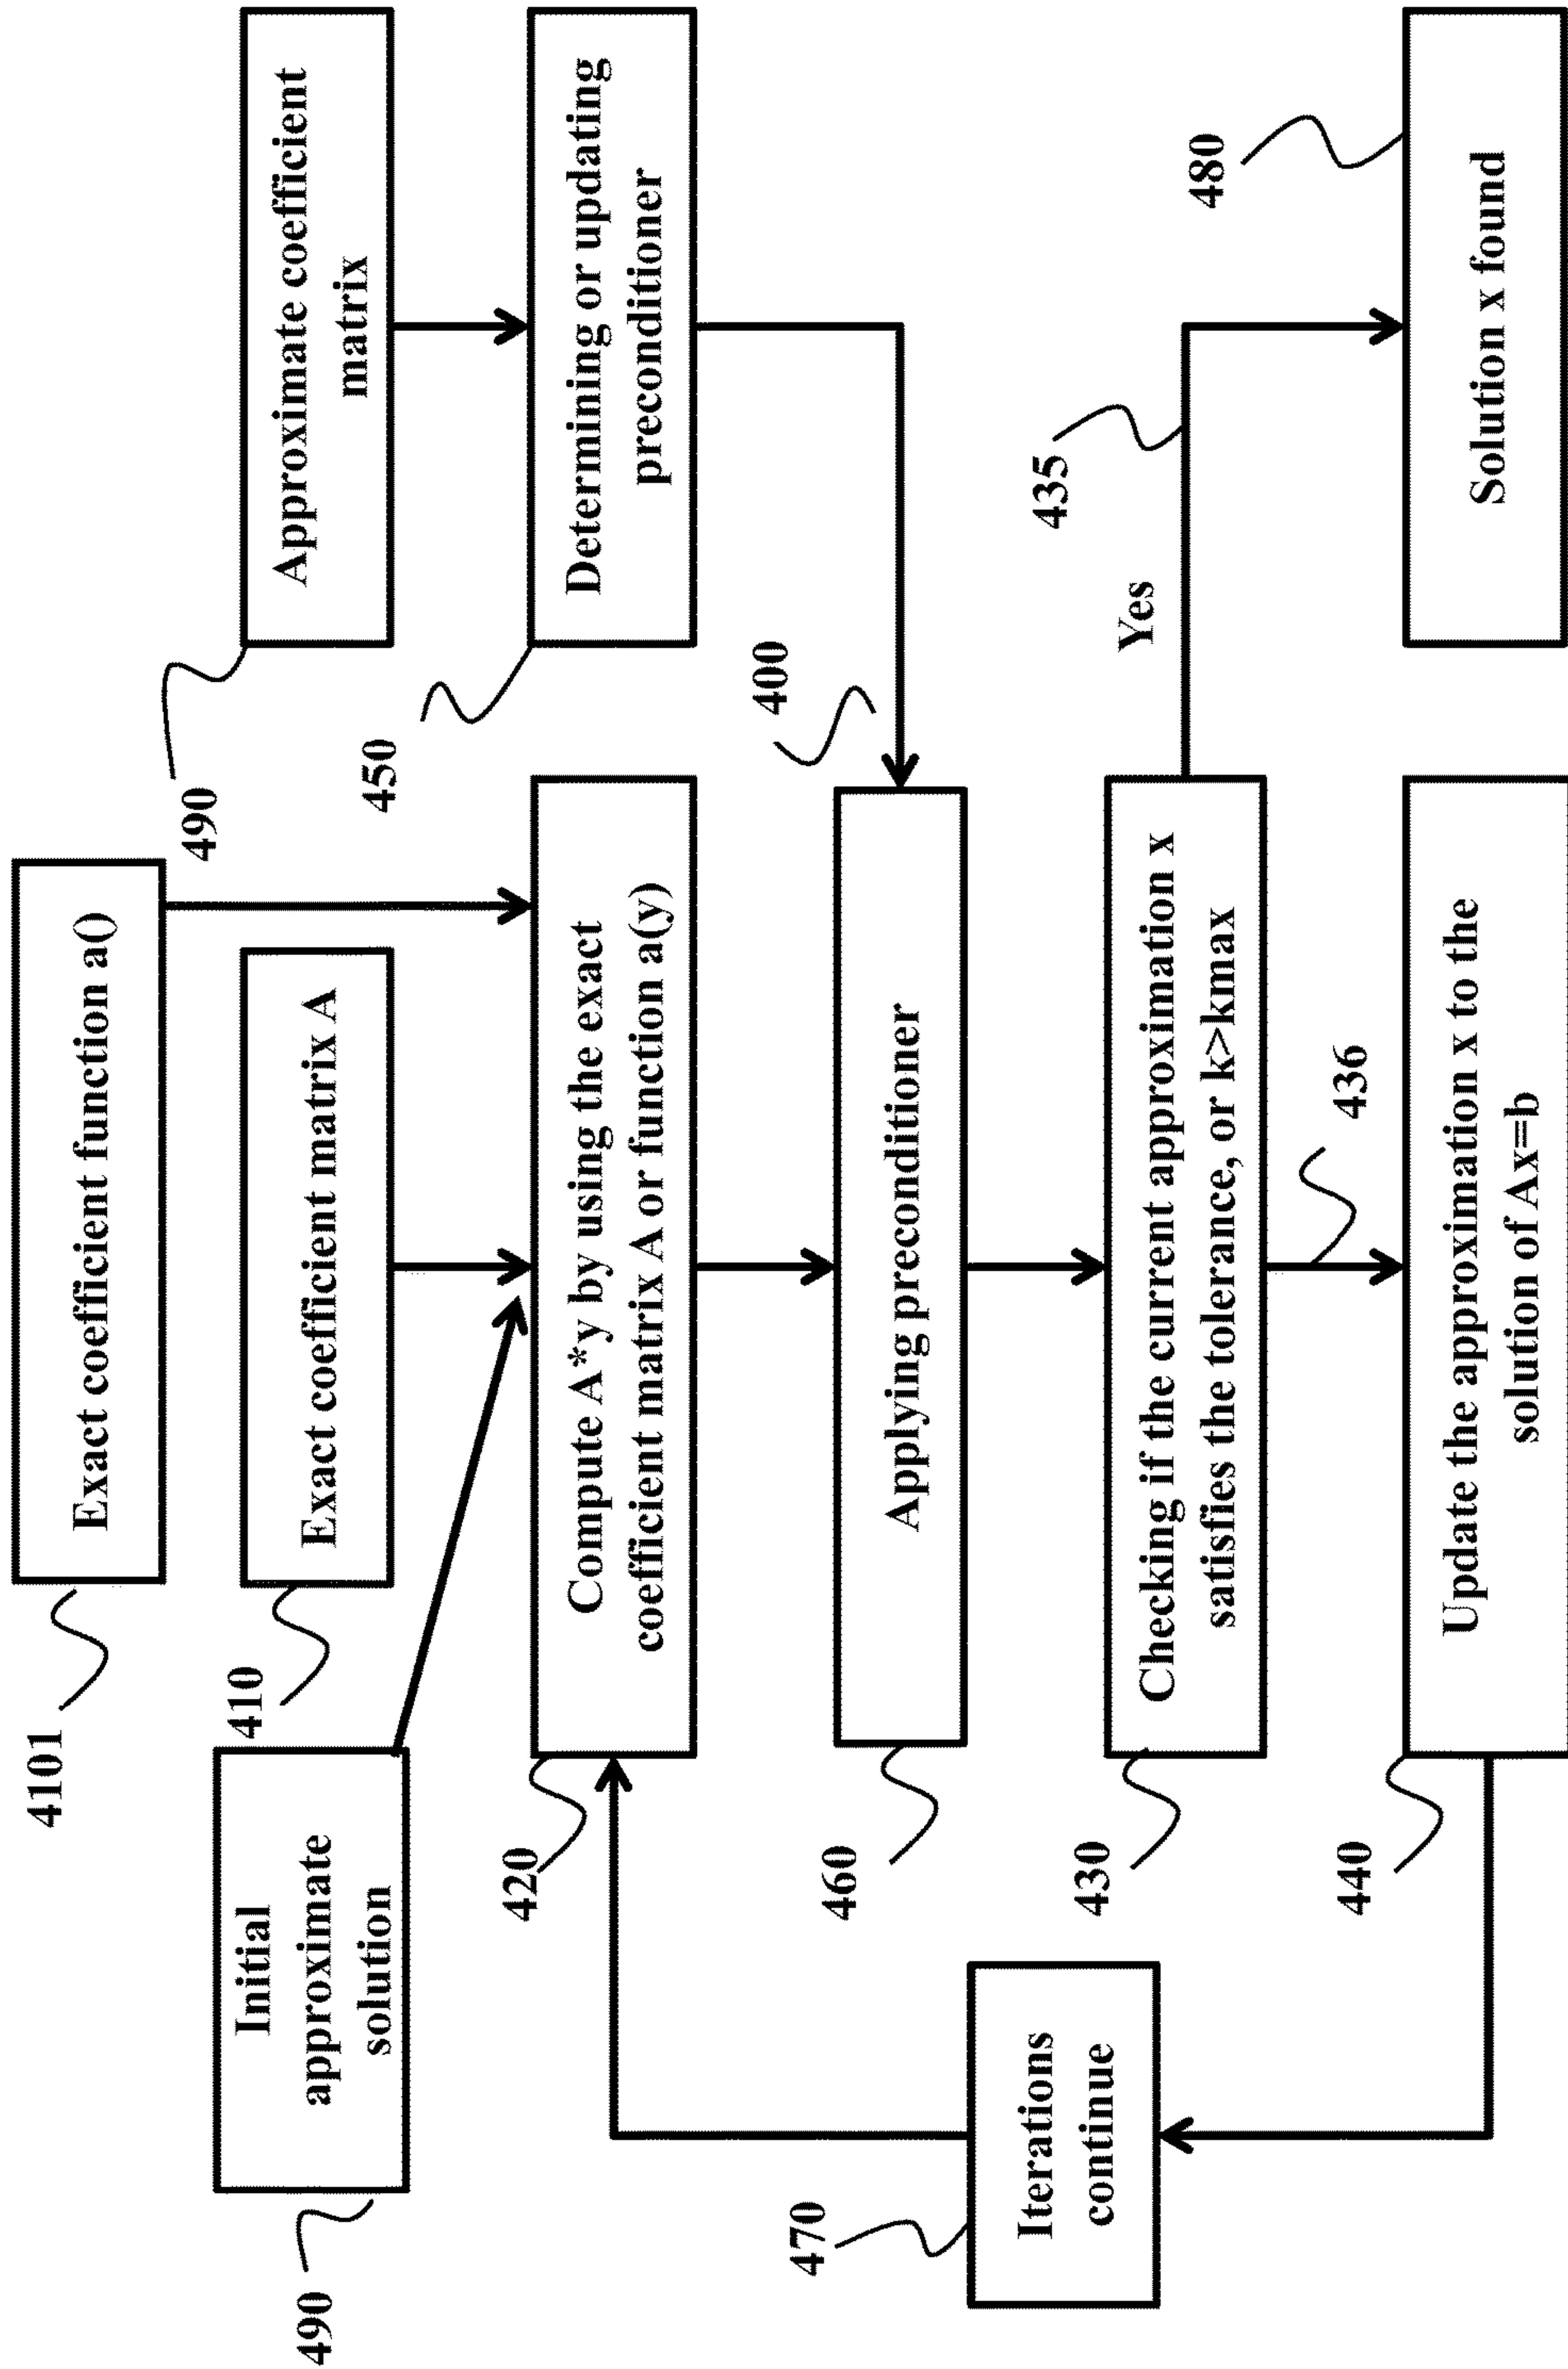 4101
Exact coefficient function a()
490
Initial
approximate
solution
410
Exact coefficient matrix A
490
Approximate coefficient
matrix
420
Compute A*y by using the exact
coefficient matrix A or function a(y)
450
Determining or updating
preconditioner
460
Applying preconditioner
400
470
Iterations
continue
430
Checking if the current approximation x
satisfies the tolerance, or k>kmax
Yes
435
436
440
Update the approximation x to the
solution of Ax=b
480
Solution x found